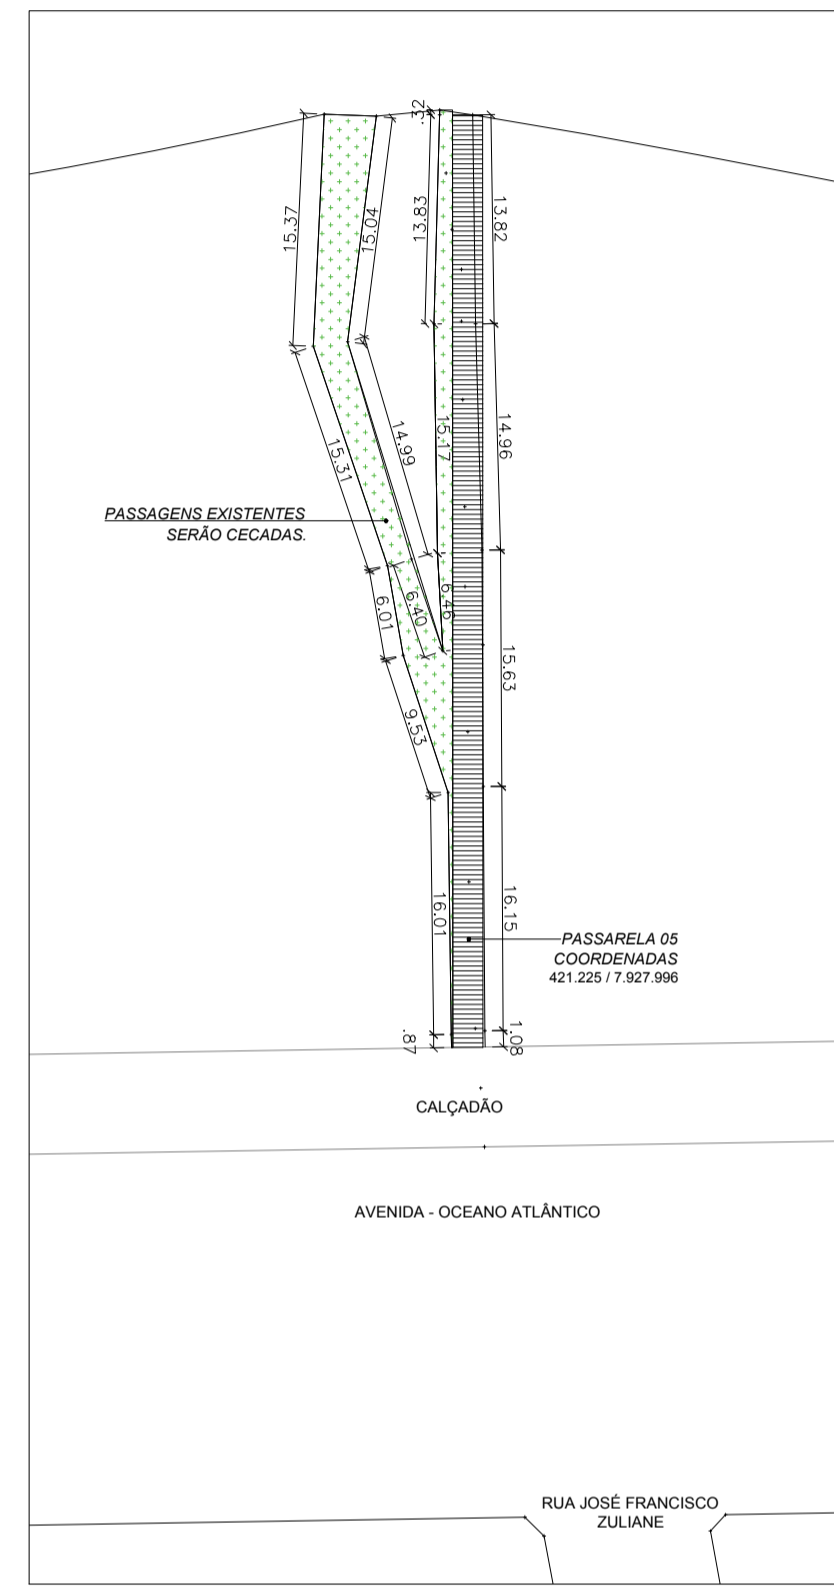 .32
15.37
15.04
13.83
13.82
14.99
15.17
14.96
15.31
PASSAGENS EXISTENTES
SERÃO CECADAS.
6.01
6.40
6.46
15.63
9.53
16.01
16.15
PASSARELA 05
COORDENADAS
421.225 / 7.927.996
.87
1.08
CALÇADÃO
AVENIDA - OCEANO ATLÂNTICO
RUA JOSÉ FRANCISCO
ZULIANE